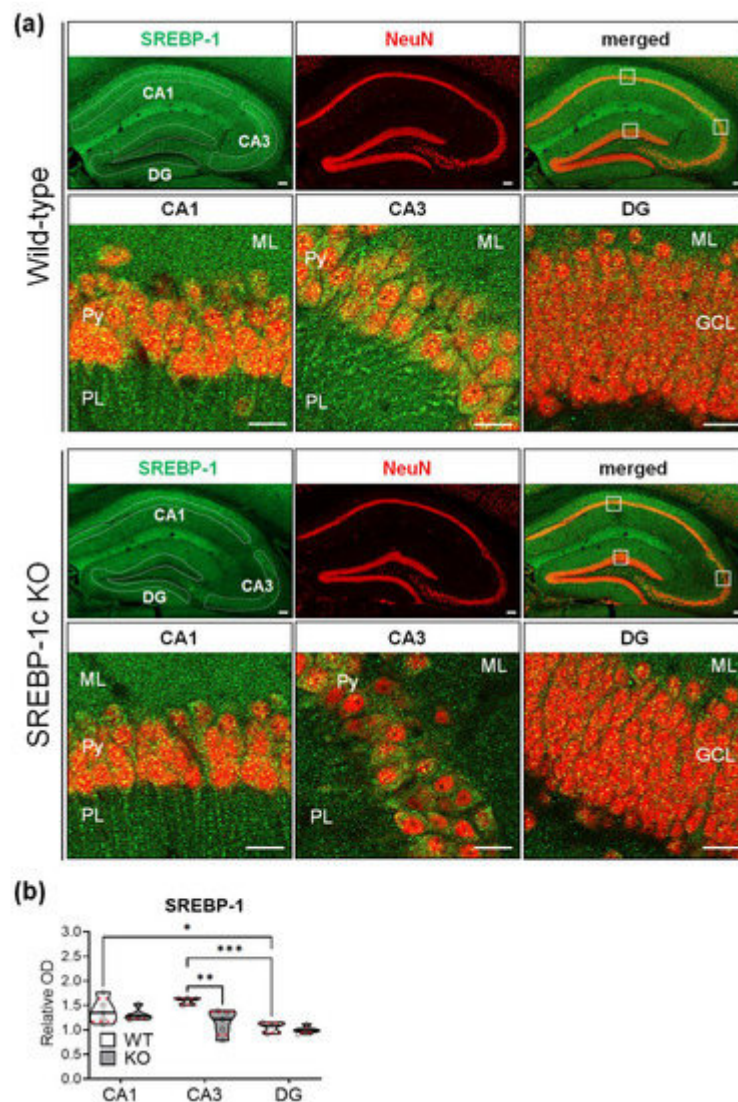 (a)
SREBP-1 NeuN merged
Wild-type
CA1
CA3
DG
CA1 CA3 DG
ML ML ML
Py Py GCL
PL PL
SREBP-1 NeuN merged
SREBP-1c KO
CA1
CA3
DG
CA1 CA3 DG
ML ML ML
Py Py GCL
PL PL
(b)
SREBP-1
Relative OD
3.0
*
2.5
***
2.0
**
1.5
1.0
WT
0.5
KO
0.0
CA1 CA3 DG